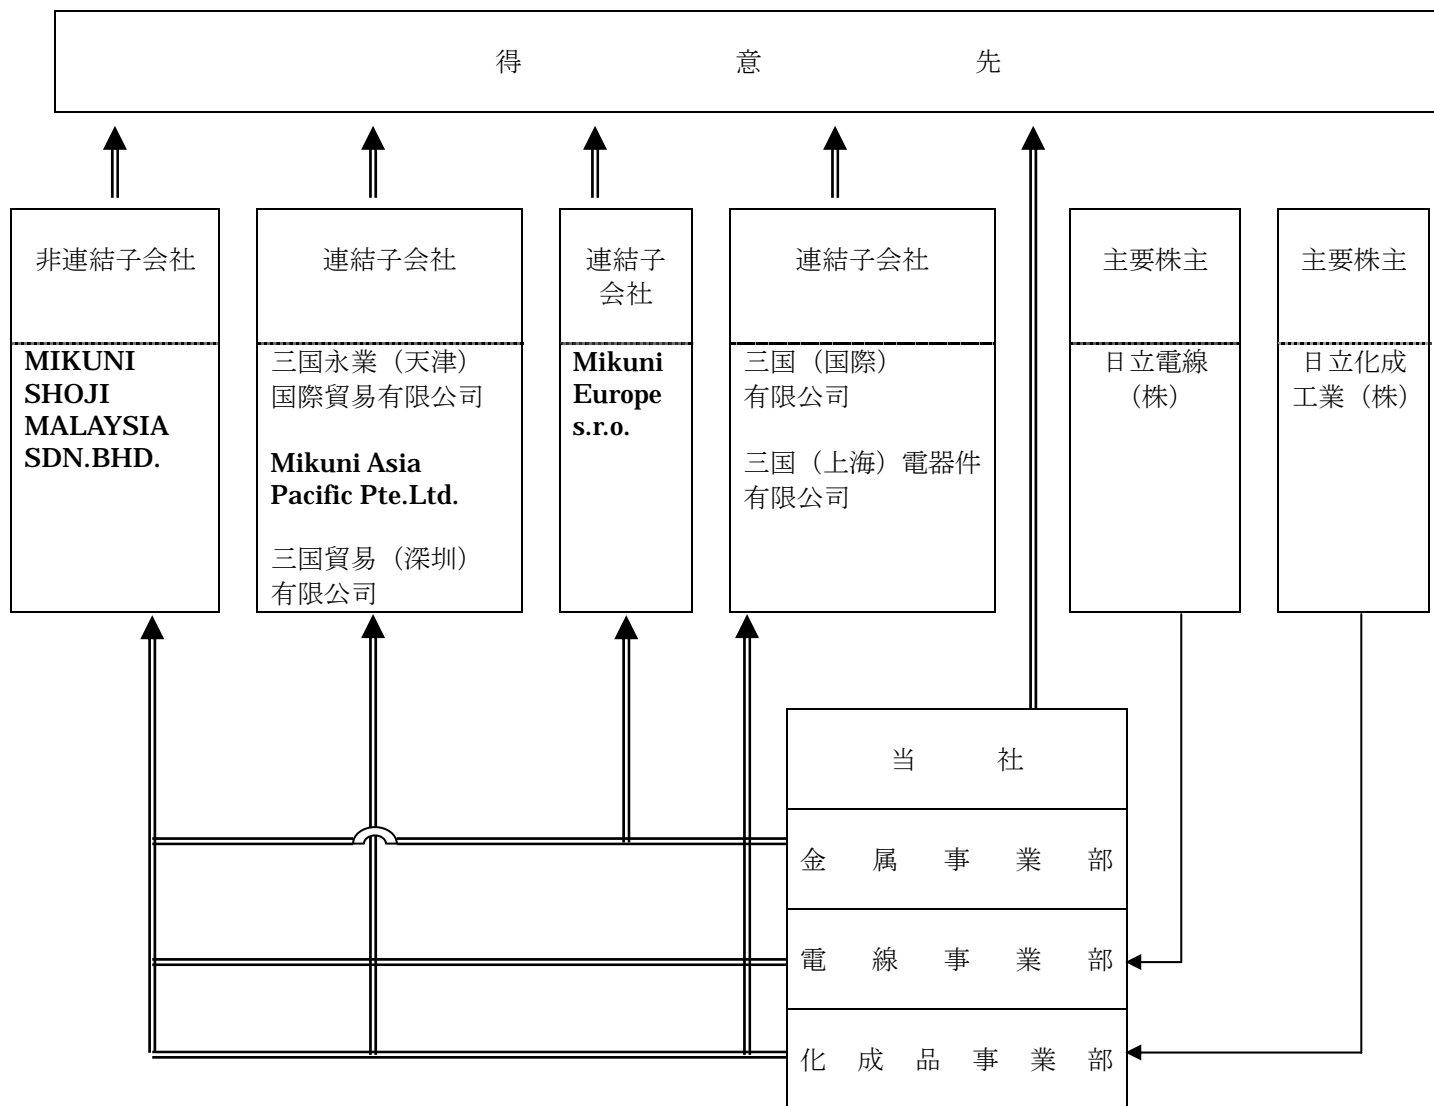 得意先
非連結子会社
MIKUNI
SHOJI
MALAYSIA
SDN.BHD.
連結子会社
三国永業（天津）
国際貿易有限公司
Mikuni Asia
Pacific Pte.Ltd.
三国貿易（深圳）
有限公司
連結子
会社
Mikuni
Europe
s.r.o.
連結子会社
三国（国際）
有限公司
三国（上海）電器件
有限公司
主要株主
日立電線
（株）
主要株主
日立化成
工業（株）
当社
金属事業部
電線事業部
化成品事業部